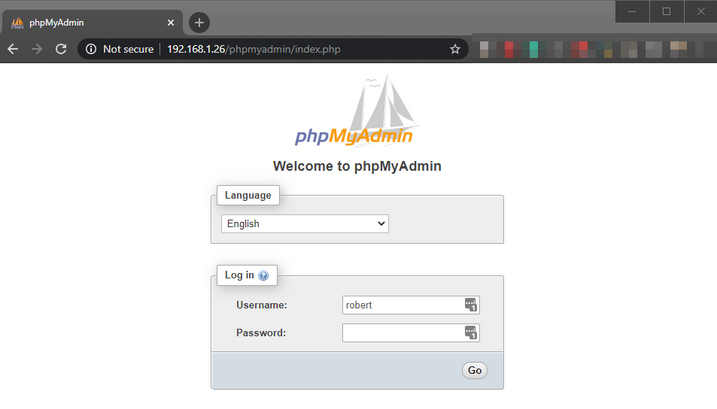 phpMyAdmin
Not secure 192.168.1.26/phpmyadmin/index.php
phpMyAdmin
Welcome to phpMyAdmin
Language
English
Log in
Username: robert
Password:
Go